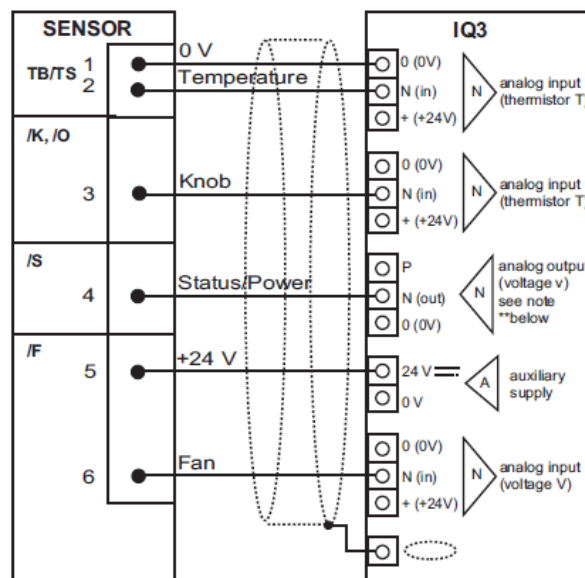 SENSOR
IQ3
TB/TS
1
0 V
0 (0V)
2
Temperature
N (in)
+ (+24V)
N
analog input
(thermistor T)
/K, /O
3
Knob
0 (0V)
N (in)
+ (+24V)
N
analog input
(thermistor T)
/S
4
Status/Power
P
N (out)
0 (0V)
N
analog output
(voltage v)
see note
**below
/F
5
+24 V
24 V
0 V
A
auxiliary
supply
6
Fan
0 (0V)
N (in)
+ (+24V)
N
analog input
(voltage V)